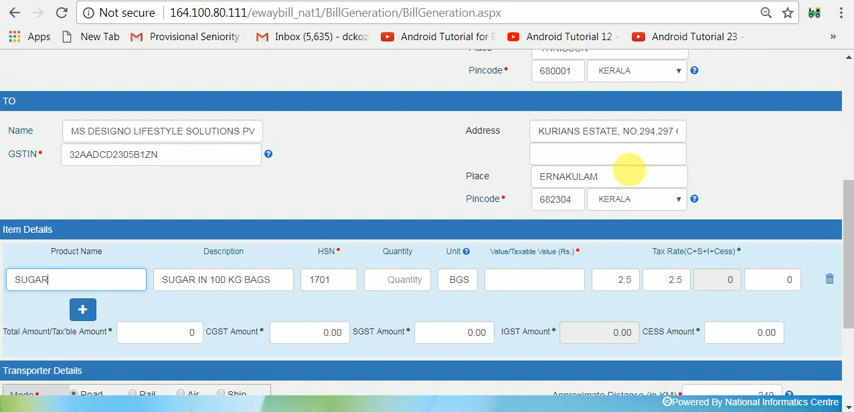 Not secure | 164.100.80.111/ewaybill_nat1/BillGeneration/BillGeneration.aspx
Apps New Tab Provisional Seniority Inbox (5,635) - dckoz Android Tutorial for B Android Tutorial 12 - Android Tutorial 23 - »
Pincode* 680001 KERALA
TO
Name MS DESIGNO LIFESTYLE SOLUTIONS PV Address KURIANS ESTATE, NO.294,297
GSTIN* 32AADCD2305B1ZN
Place ERNAKULAM
Pincode* 682304 KERALA
Item Details
Product Name Description HSN* Quantity Unit Value/Taxable Value (Rs.)* Tax Rate(C+S+I+Cess)*
SUGAR SUGAR IN 100 KG BAGS 1701 Quantity BGS 2.5 2.5 0 0
+
Total Amount/Tax'ble Amount* 0 CGST Amount* 0.00 SGST Amount* 0.00 IGST Amount* 0.00 CESS Amount* 0.00
Transporter Details
Mode* Road Rail Air Ship Approximate Distance (in KM)* 240
©Powered By National Informatics Centre